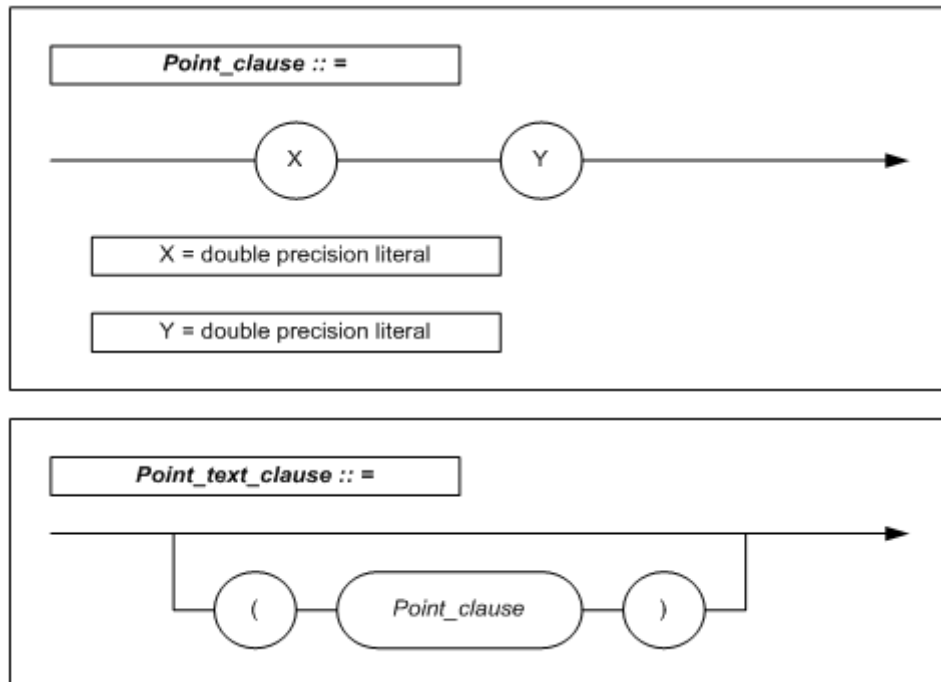 Point_clause :: =
X
Y
X = double precision literal
Y = double precision literal
Point_text_clause :: =
(
Point_clause
)